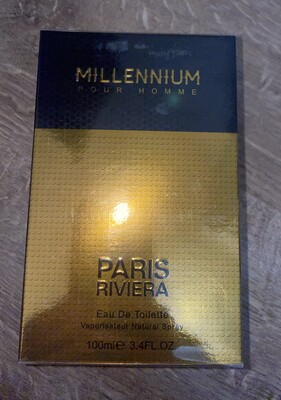 MILLENNIUM
POUR HOMME
PARIS
RIVIERA
Eau De Toilette
Vaporisateur Natural Spray
100ml℮ 3.4FL.OZ